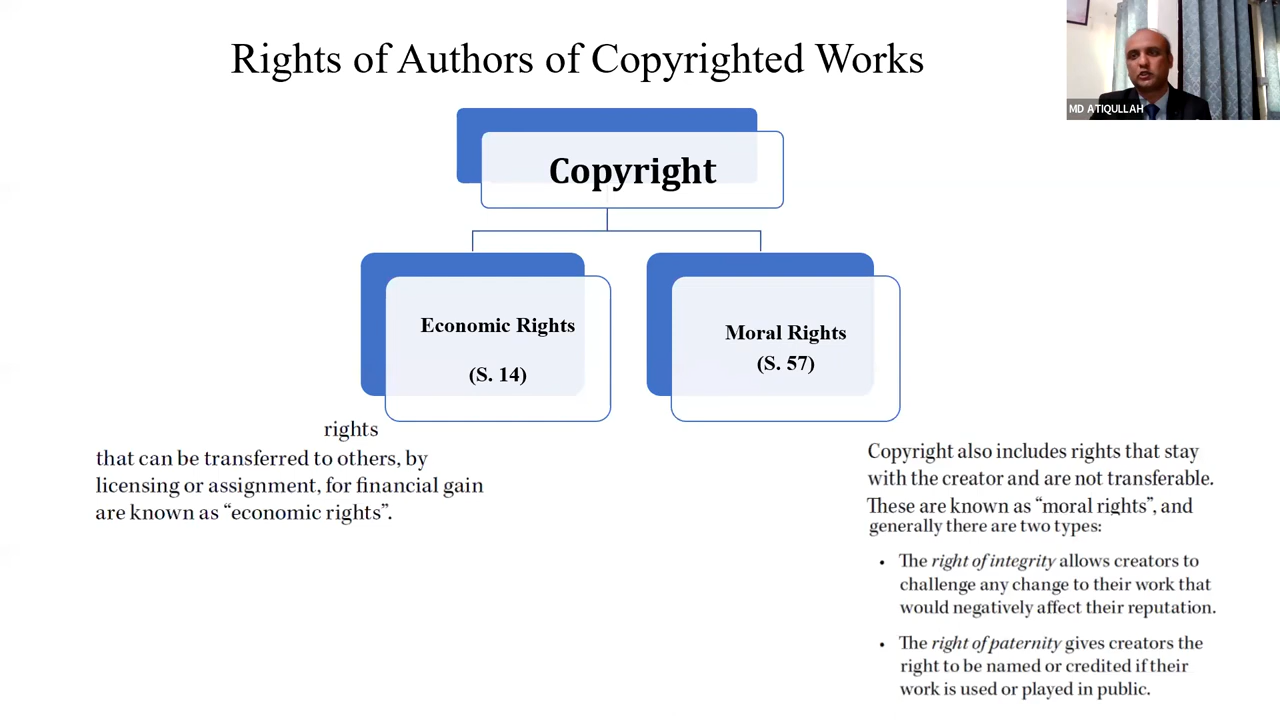 Rights of Authors of Copyrighted Works
MD ATIQULLAH
Copyright
Economic Rights
(S. 14)
Moral Rights
(S. 57)
rights
that can be transferred to others, by
licensing or assignment, for financial gain
are known as “economic rights”.
Copyright also includes rights that stay
with the creator and are not transferable.
These are known as “moral rights”, and
generally there are two types:
• The right of integrity allows creators to
challenge any change to their work that
would negatively affect their reputation.
• The right of paternity gives creators the
right to be named or credited if their
work is used or played in public.